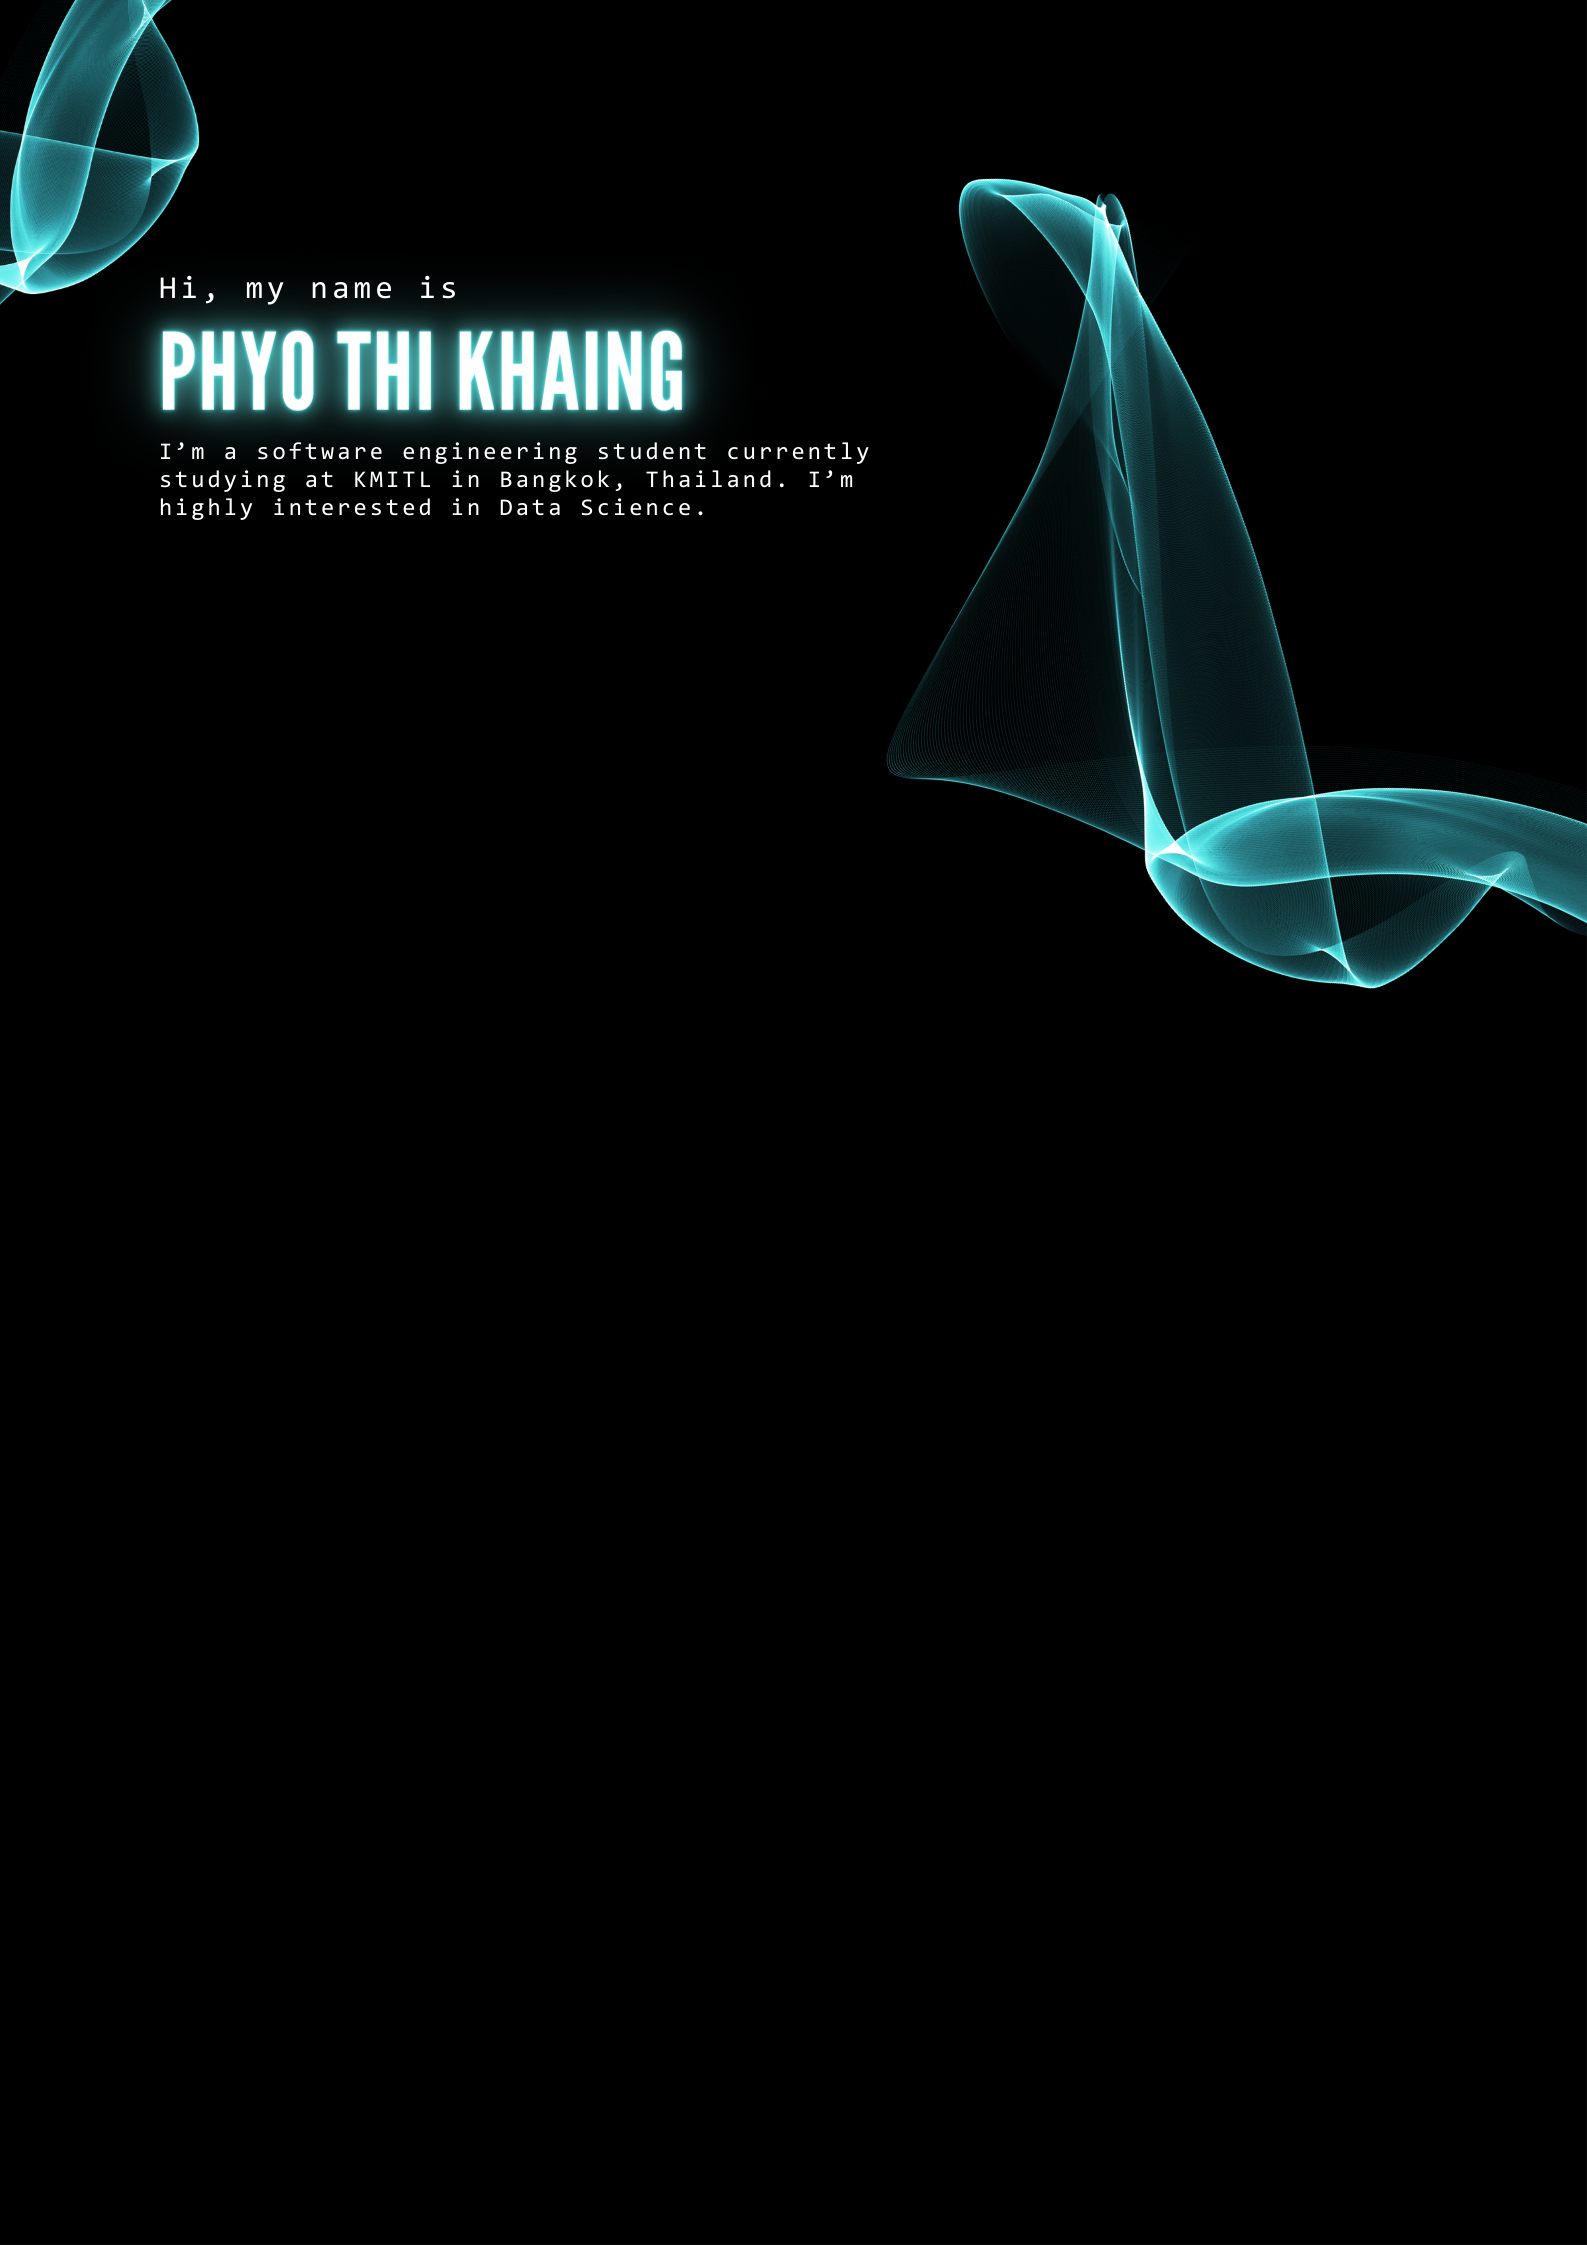 Hi, my name is
PHYO THI KHAING
I’m a software engineering student currently
studying at KMITL in Bangkok, Thailand. I’m
highly interested in Data Science.